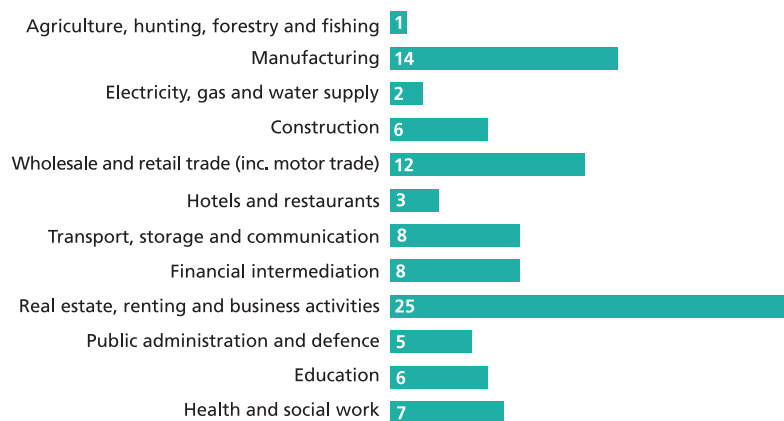 Agriculture, hunting, forestry and fishing 1
Manufacturing 14
Electricity, gas and water supply 2
Construction 6
Wholesale and retail trade (inc. motor trade) 12
Hotels and restaurants 3
Transport, storage and communication 8
Financial intermediation 8
Real estate, renting and business activities 25
Public administration and defence 5
Education 6
Health and social work 7